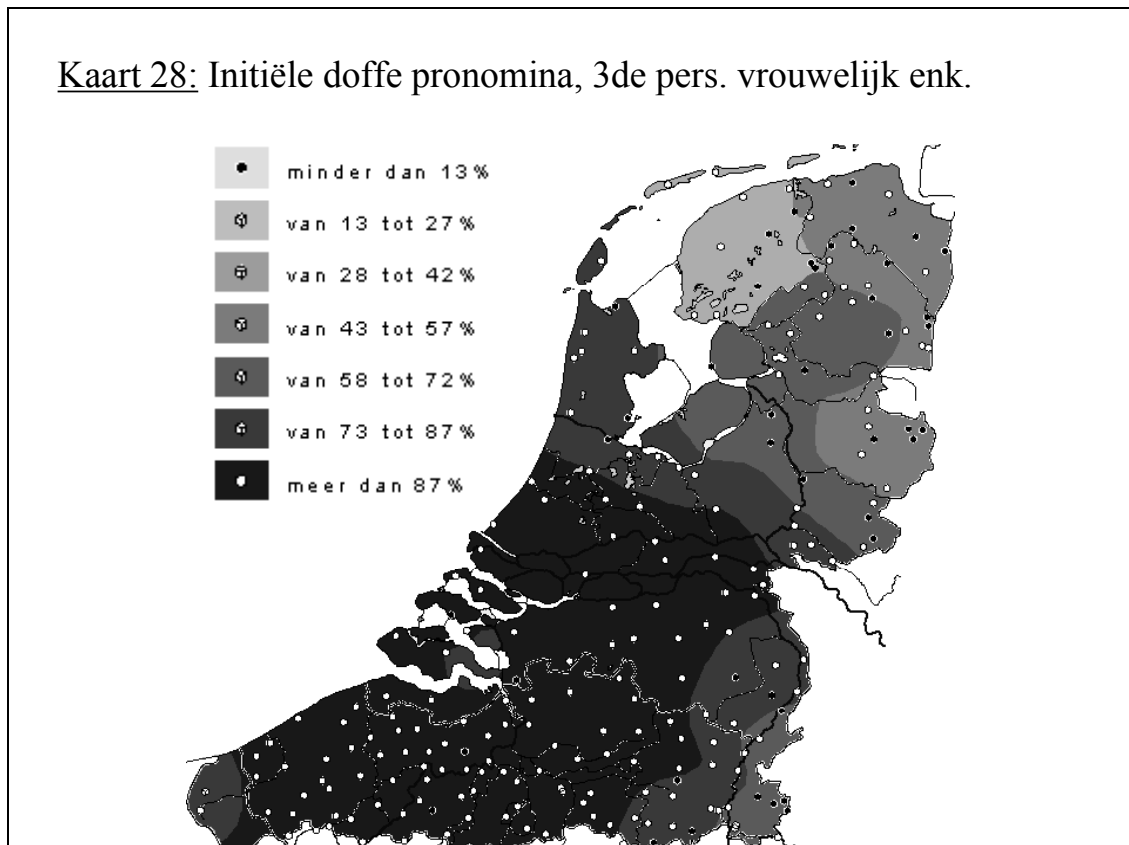 Kaart 28: Initiële doffe pronomina, 3de pers. vrouwelijk enk.
minder dan 13%
van 13 tot 27%
van 28 tot 42%
van 43 tot 57%
van 58 tot 72%
van 73 tot 87%
meer dan 87%